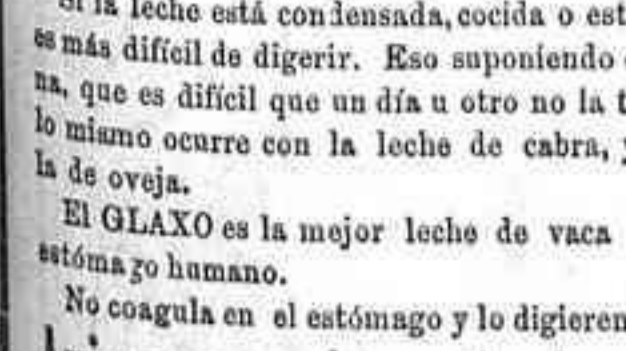 Si la leche está condensada, cocida o est
es más difícil de digerir. Eso suponiendo
na, que es difícil que un día u otro no la t
lo mismo ocurre con la leche de cabra, y
la de oveja.
El GLAXO es la mejor leche de vaca
estómago humano.
No coagula en el estómago y lo digieren